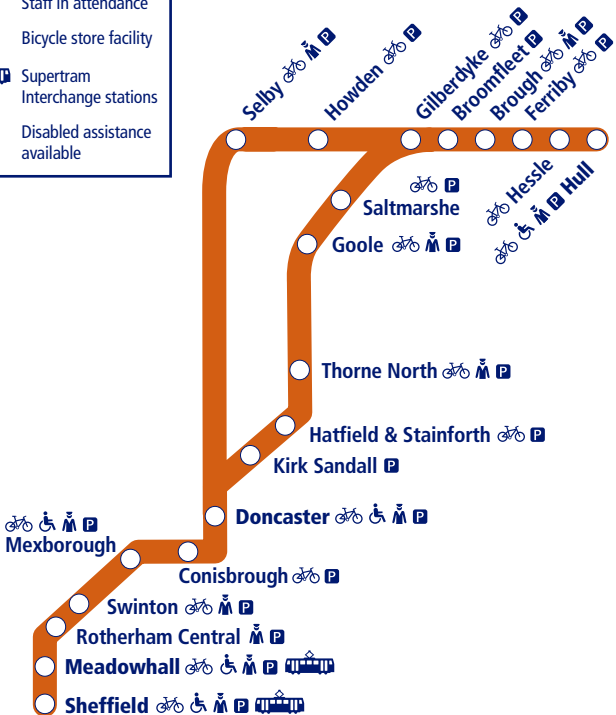 Staff in attendance
Bicycle store facility
Supertram
Interchange stations
Disabled assistance
available
Selby P
Howden P
Gilberdyke P
Broomfleet P
Brough P
Ferriby P
Hessle
P Hull
P
Saltmarshe
Goole P
Thorne North P
Hatfield & Stainforth P
Kirk Sandall P
Doncaster P
P
Mexborough
Conisbrough P
Swinton P
Rotherham Central P
Meadowhall P
Sheffield P